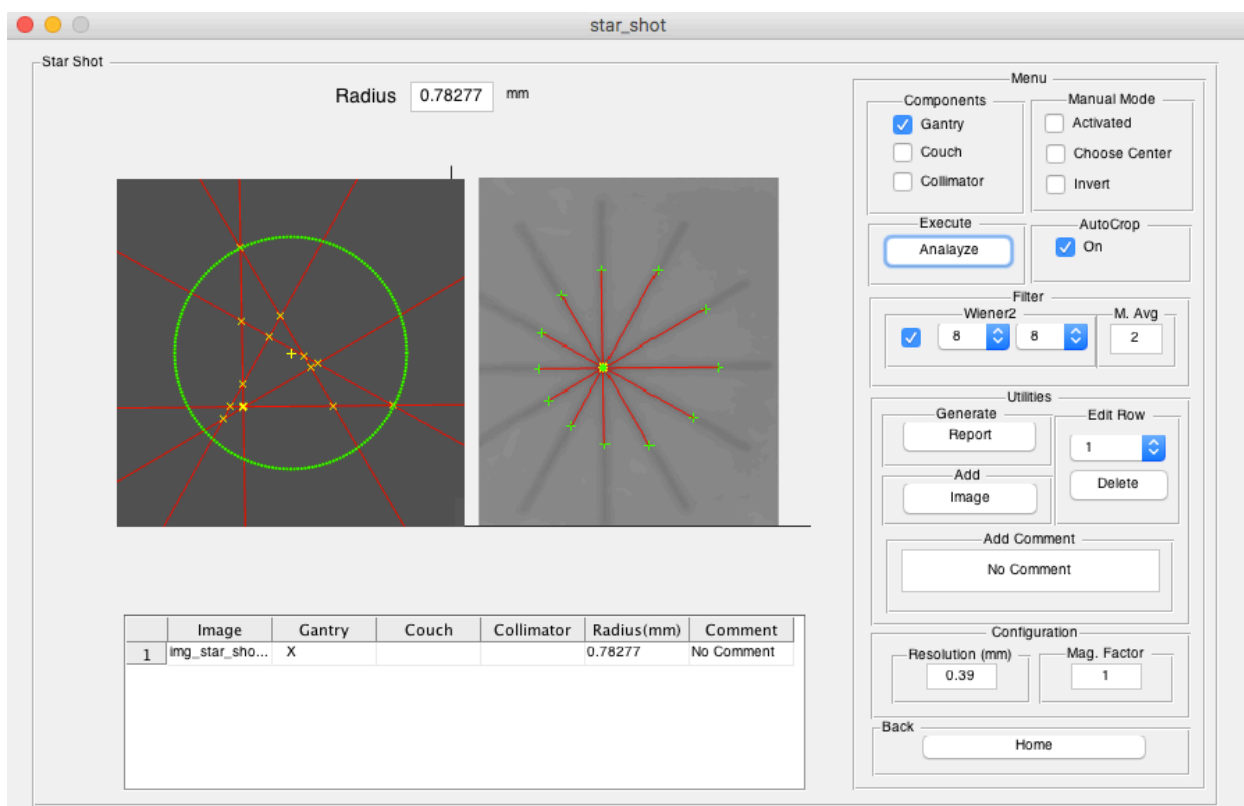 star_shot
Star Shot
Radius 0.78277 mm
Menu
Components
Gantry
Couch
Collimator
Manual Mode
Activated
Choose Center
Invert
Execute
Analayze
AutoCrop
On
Filter
Wiener2
8 8
M. Avg
2
Utilities
Generate
Report
Edit Row
1
Delete
Add
Image
Add Comment
No Comment
Configuration
Resolution (mm)
0.39
Mag. Factor
1
Back
Home
Image Gantry Couch Collimator Radius(mm) Comment
1 img_star_sho... X 0.78277 No Comment